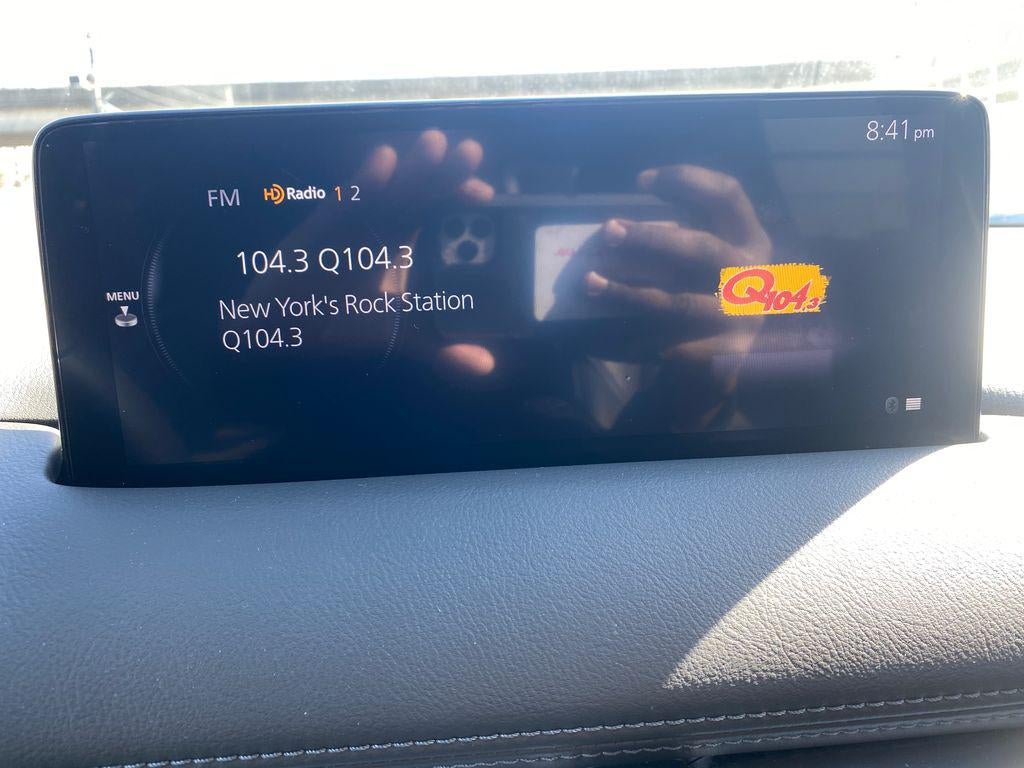 8:41 pm
FM HD Radio 1 2
104.3 Q104.3
MENU
New York's Rock Station
Q104.3
Q104.3